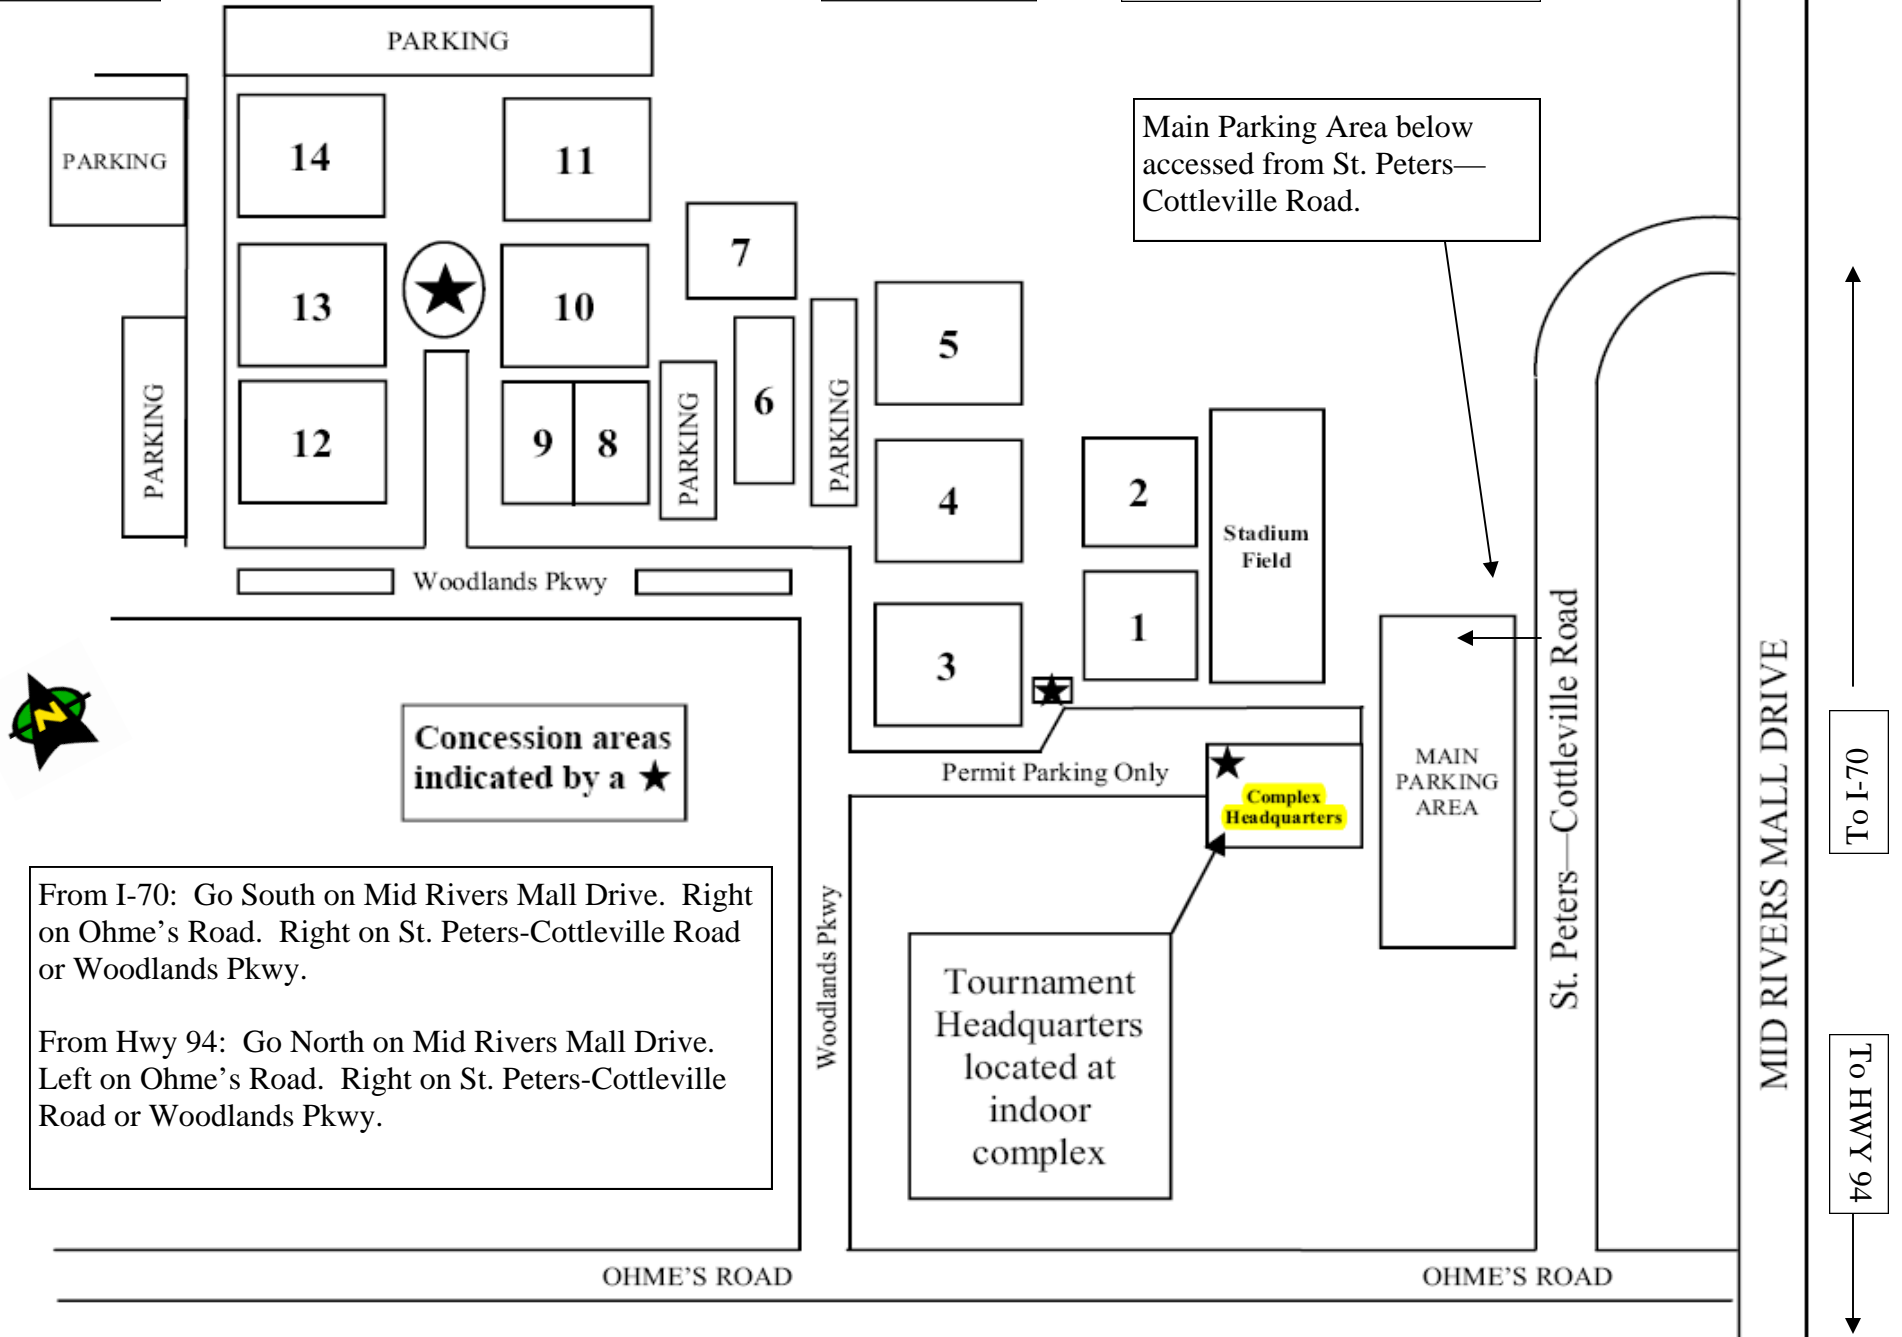 PARKING
PARKING
14
11
Main Parking Area below
accessed from St. Peters—
Cottleville Road.
7
13
10
5
PARKING
12
9
8
PARKING
6
PARKING
4
2
Stadium
Field
Woodlands Pkwy
3
1
N
Concession areas
indicated by a ★
Permit Parking Only
Complex
Headquarters
MAIN
PARKING
AREA
St. Peters—Cottleville Road
MID RIVERS MALL DRIVE
To I-70
From I-70:  Go South on Mid Rivers Mall Drive.  Right
on Ohme’s Road.  Right on St. Peters-Cottleville Road
or Woodlands Pkwy.
From Hwy 94:  Go North on Mid Rivers Mall Drive.
Left on Ohme’s Road.  Right on St. Peters-Cottleville
Road or Woodlands Pkwy.
Woodlands Pkwy
Tournament
Headquarters
located at
indoor
complex
To HWY 94
OHME’S ROAD
OHME’S ROAD